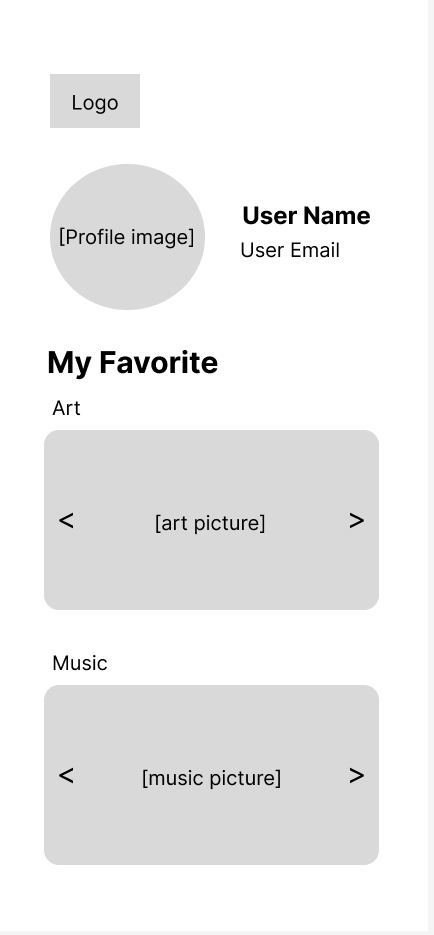 Logo
[Profile image]
User Name
User Email
My Favorite
Art
< [art picture] >
Music
< [music picture] >